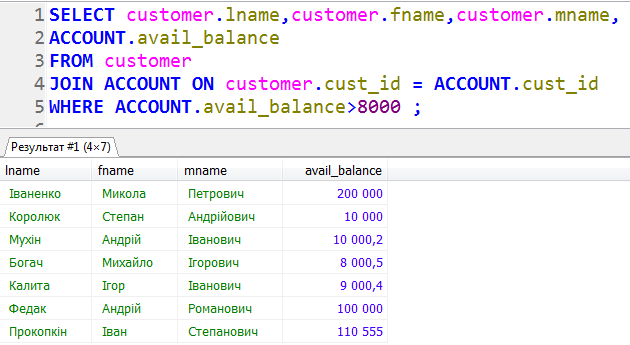 1 SELECT customer.lname,customer.fname,customer.mname,
2 ACCOUNT.avail_balance
3 FROM customer
4 JOIN ACCOUNT ON customer.cust_id = ACCOUNT.cust_id
5 WHERE ACCOUNT.avail_balance>8000 ;
Результат #1 (4×7)
lname fname mname avail_balance
Іваненко Микола Петрович 200 000
Королюк Степан Андрійович 10 000
Мухін Андрій Іванович 10 000,2
Богач Михайло Ігорович 8 000,5
Калита Ігор Іванович 9 000,4
Федак Андрій Романович 100 000
Прокопкін Іван Степанович 110 555